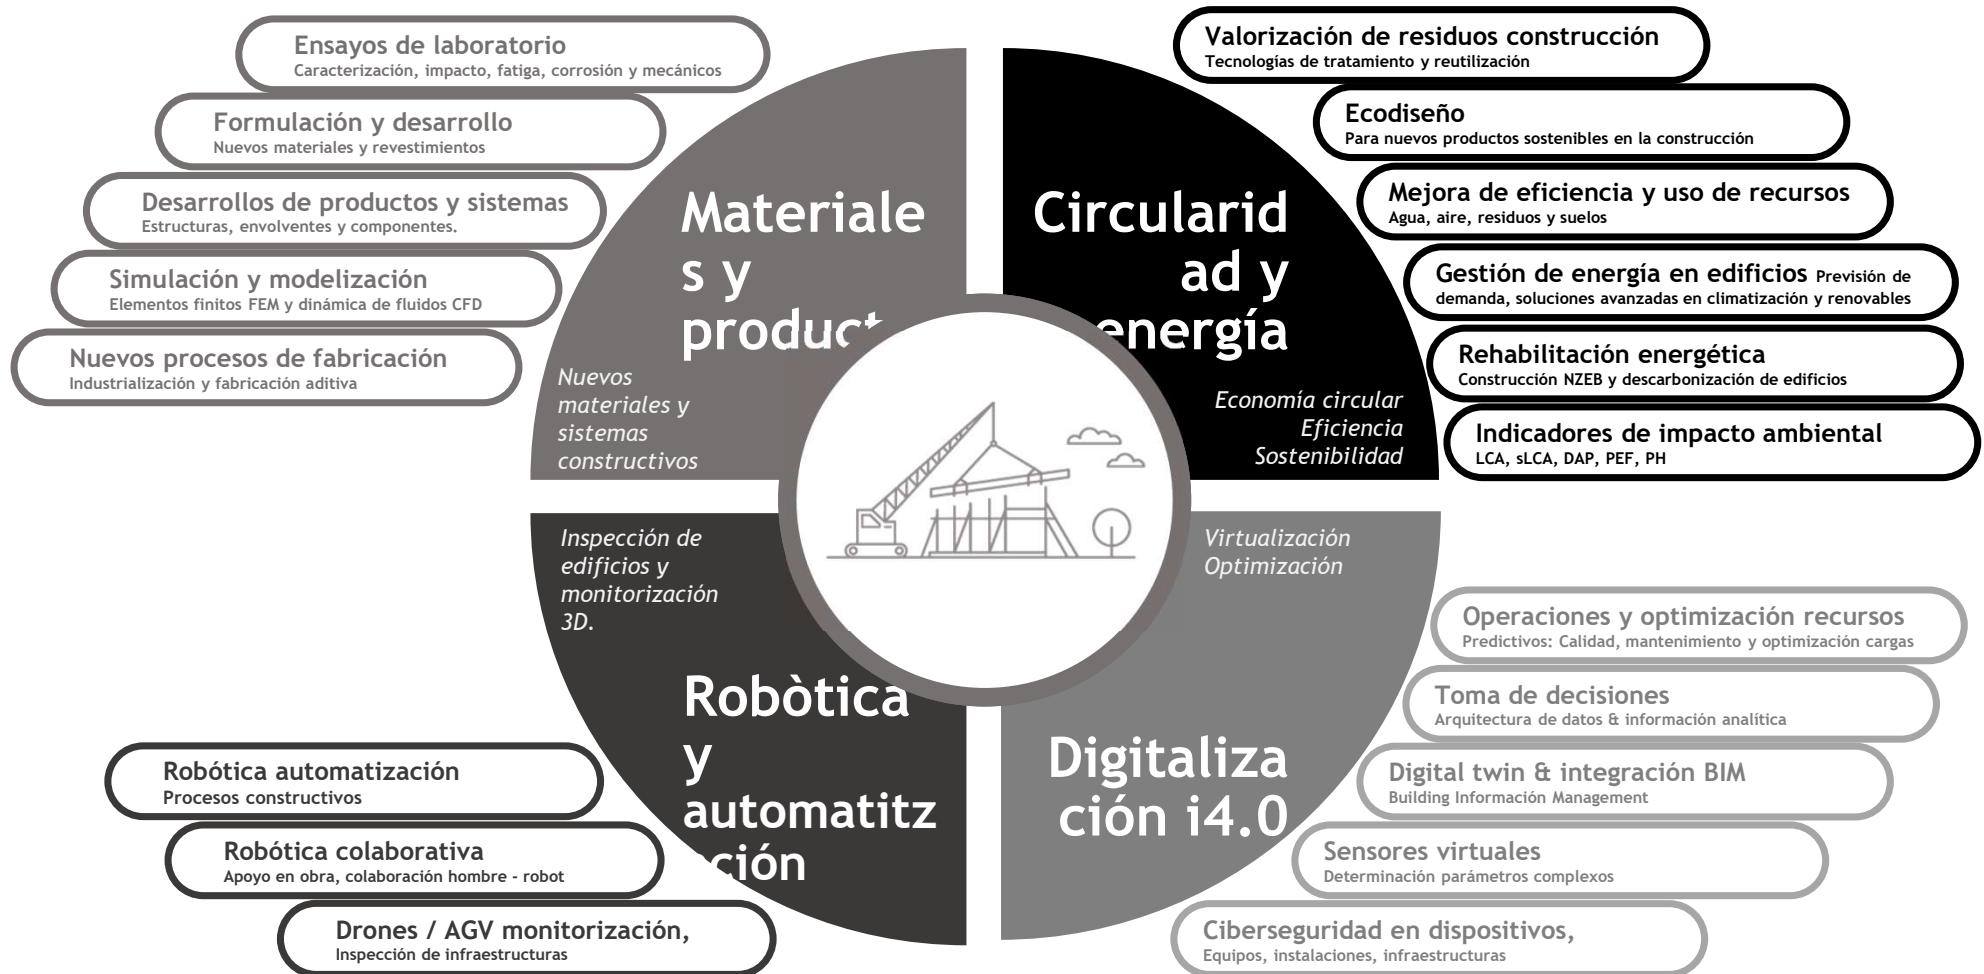 Ensayos de laboratorio
Caracterización, impacto, fatiga, corrosión y mecánicos
Formulación y desarrollo
Nuevos materiales y revestimientos
Desarrollos de productos y sistemas
Estructuras, envolventes y componentes.
Simulación y modelización
Elementos finitos FEM y dinámica de fluidos CFD
Nuevos procesos de fabricación
Industrialización y fabricación aditiva
Materiale
s y
product
Nuevos
materiales y
sistemas
constructivos
Circularid
ad y
energía
Economía circular
Eficiencia
Sostenibilidad
Valorización de residuos construcción
Tecnologías de tratamiento y reutilización
Ecodiseño
Para nuevos productos sostenibles en la construcción
Mejora de eficiencia y uso de recursos
Agua, aire, residuos y suelos
Gestión de energía en edificios Previsión de
demanda, soluciones avanzadas en climatización y renovables
Rehabilitación energética
Construcción NZEB y descarbonización de edificios
Indicadores de impacto ambiental
LCA, sLCA, DAP, PEF, PH
Inspección de
edificios y
monitorización
3D.
Robòtica
y
automatitz
ación
Robótica automatización
Procesos constructivos
Robótica colaborativa
Apoyo en obra, colaboración hombre - robot
Drones / AGV monitorización,
Inspección de infraestructuras
Virtualización
Optimización
Digitaliza
ción i4.0
Operaciones y optimización recursos
Predictivos: Calidad, mantenimiento y optimización cargas
Toma de decisiones
Arquitectura de datos & información analítica
Digital twin & integración BIM
Building Información Management
Sensores virtuales
Determinación parámetros complexos
Ciberseguridad en dispositivos,
Equipos, instalaciones, infraestructuras